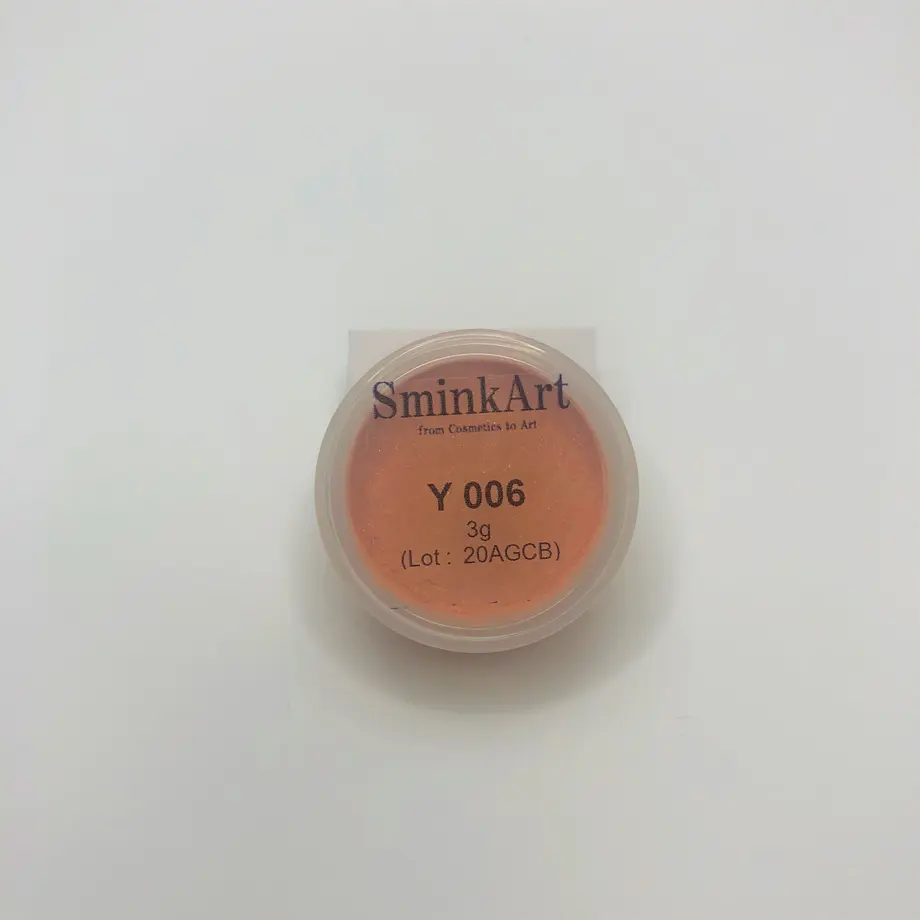 SminkArt
from Cosmetics to Art
Y 006
3g
(Lot : 20AGCB)